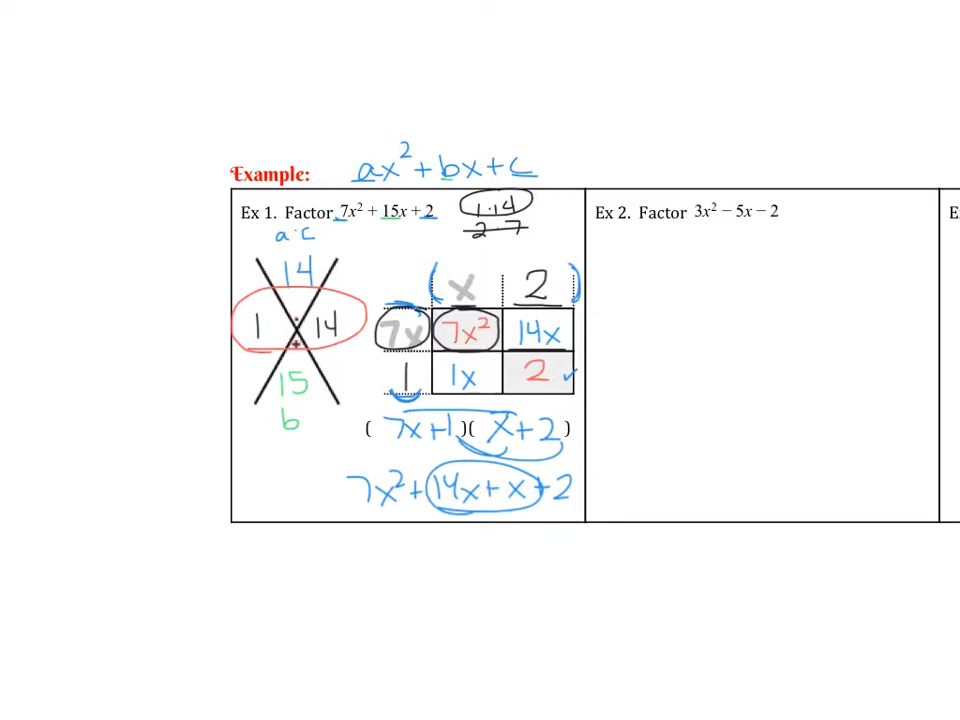 Example: ax² + bx + c
Ex 1. Factor 7x² + 15x + 2
1·14
2·7
a·c
14
1 · 14
+
15
b
( x 2 )
7x 7x² 14x
1 1x 2 ✓
( 7x+1 )( x+2 )
7x² + 14x + x + 2
Ex 2. Factor 3x² − 5x − 2
E